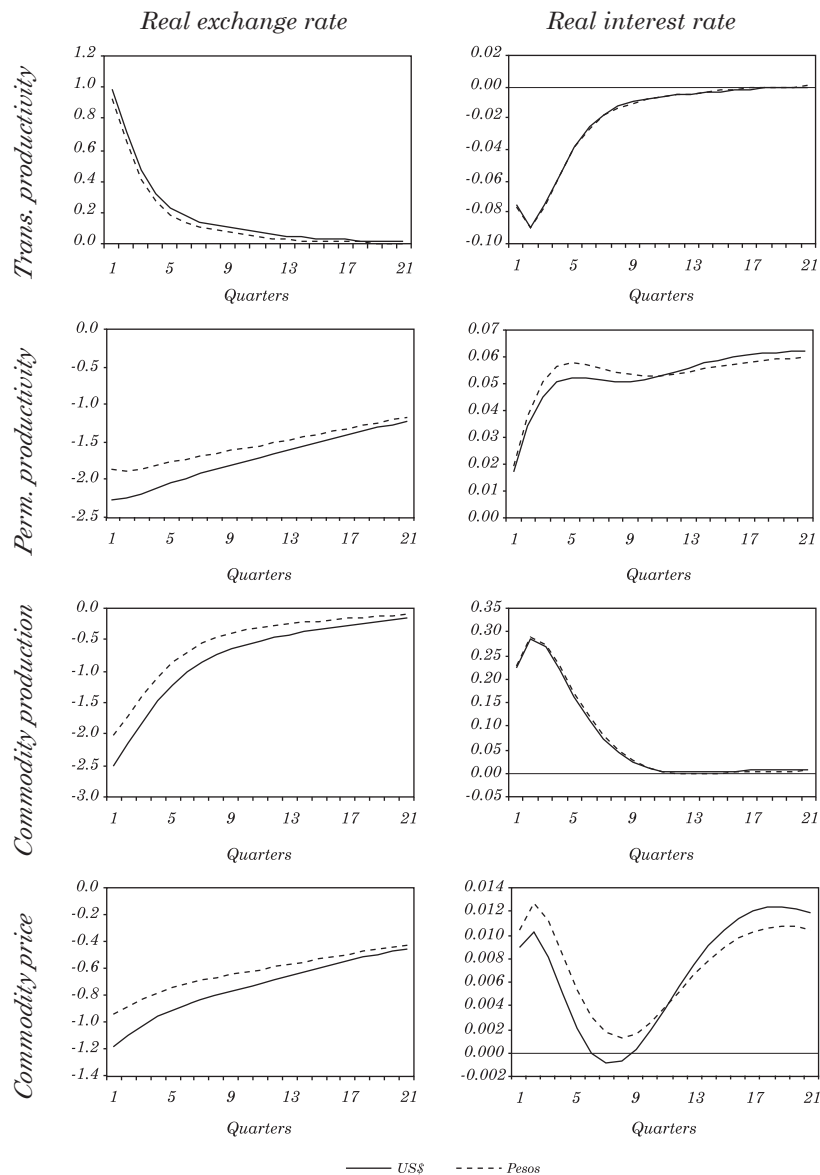 Real exchange rate
Real interest rate
Trans. productivity
1.2
1.0
0.8
0.6
0.4
0.2
0.0
1 5 9 13 17 21
Quarters
0.02
0.00
-0.02
-0.04
-0.06
-0.08
-0.10
1 5 9 13 17 21
Quarters
Perm. productivity
0.0
-0.5
-1.0
-1.5
-2.0
-2.5
1 5 9 13 17 21
Quarters
0.07
0.06
0.05
0.04
0.03
0.02
0.01
0.00
1 5 9 13 17 21
Quarters
Commodity production
0.0
-0.5
-1.0
-1.5
-2.0
-2.5
-3.0
1 5 9 13 17 21
Quarters
0.35
0.30
0.25
0.20
0.15
0.10
0.05
0.00
-0.05
1 5 9 13 17 21
Quarters
Commodity price
0.0
-0.2
-0.4
-0.6
-0.8
-1.0
-1.2
-1.4
1 5 9 13 17 21
Quarters
0.014
0.012
0.010
0.008
0.006
0.004
0.002
0.000
-0.002
1 5 9 13 17 21
Quarters
US$ Pesos